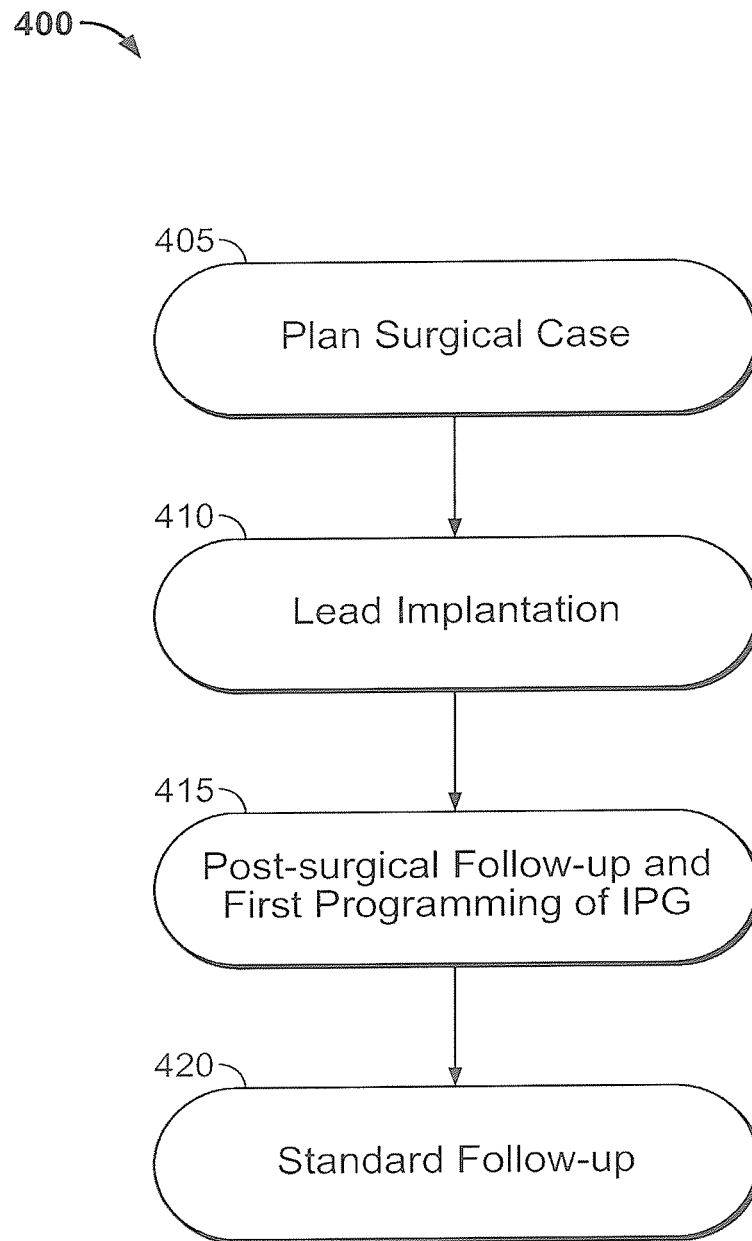 400
405
Plan Surgical Case
410
Lead Implantation
415
Post-surgical Follow-up and
First Programming of IPG
420
Standard Follow-up